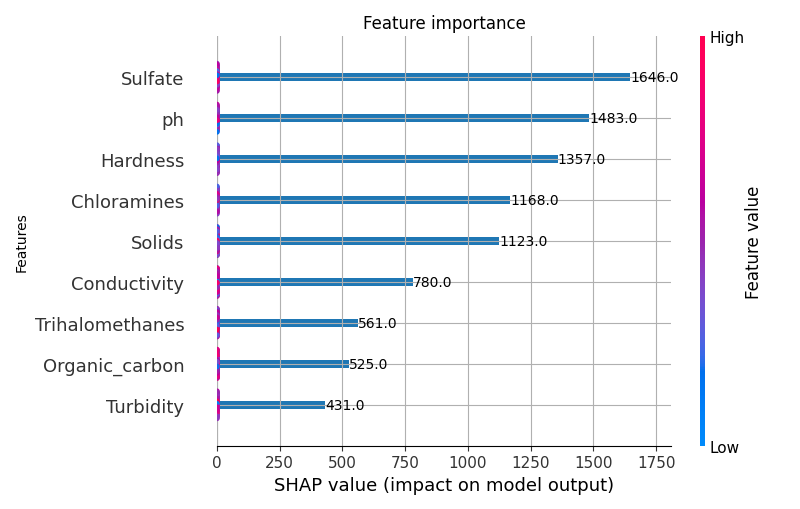 Feature importance
High
Sulfate
1646.0
ph
1483.0
Hardness
1357.0
Chloramines
1168.0
Solids
1123.0
Conductivity
780.0
Trihalomethanes
561.0
Organic_carbon
525.0
Turbidity
431.0
Features
Feature value
Low
0 250 500 750 1000 1250 1500 1750
SHAP value (impact on model output)